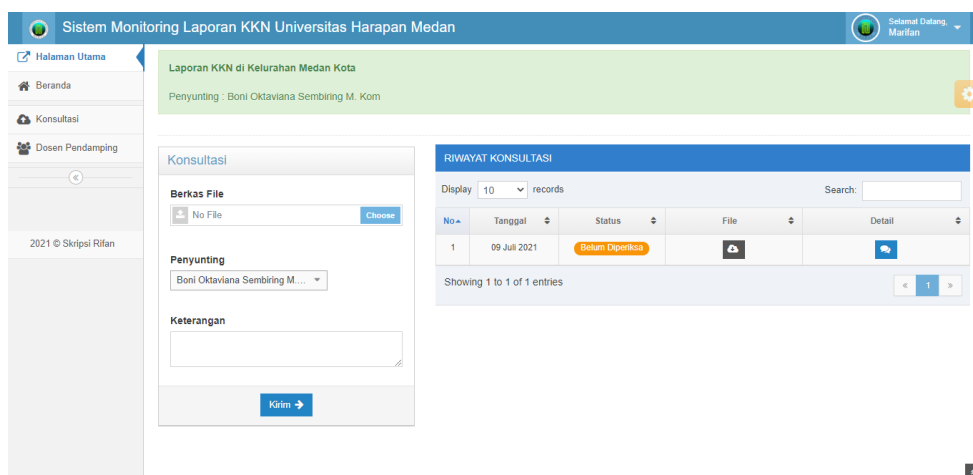 Sistem Monitoring Laporan KKN Universitas Harapan Medan
Selamat Datang,
Marifan
Halaman Utama
Beranda
Konsultasi
Dosen Pendamping
2021 © Skripsi Rifan
Laporan KKN di Kelurahan Medan Kota
Penyunting : Boni Oktaviana Sembiring M. Kom
Konsultasi
Berkas File
No File Choose
Penyunting
Boni Oktaviana Sembiring M....
Keterangan
Kirim
RIWAYAT KONSULTASI
Display 10 records Search:
No Tanggal Status File Detail
1 09 Juli 2021 Belum Diperiksa
Showing 1 to 1 of 1 entries
« 1 »